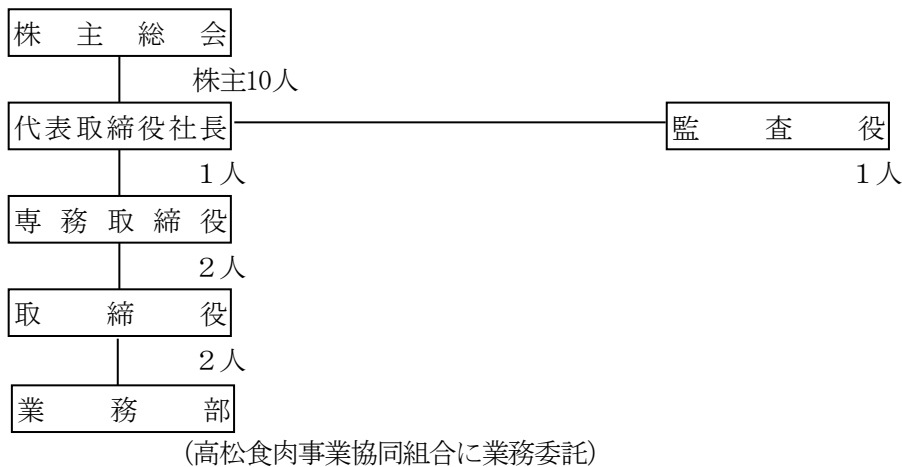 株主総会
株主10人
代表取締役社長 監査役
1人 1人
専務取締役
2人
取締役
2人
業務部
(高松食肉事業協同組合に業務委託)